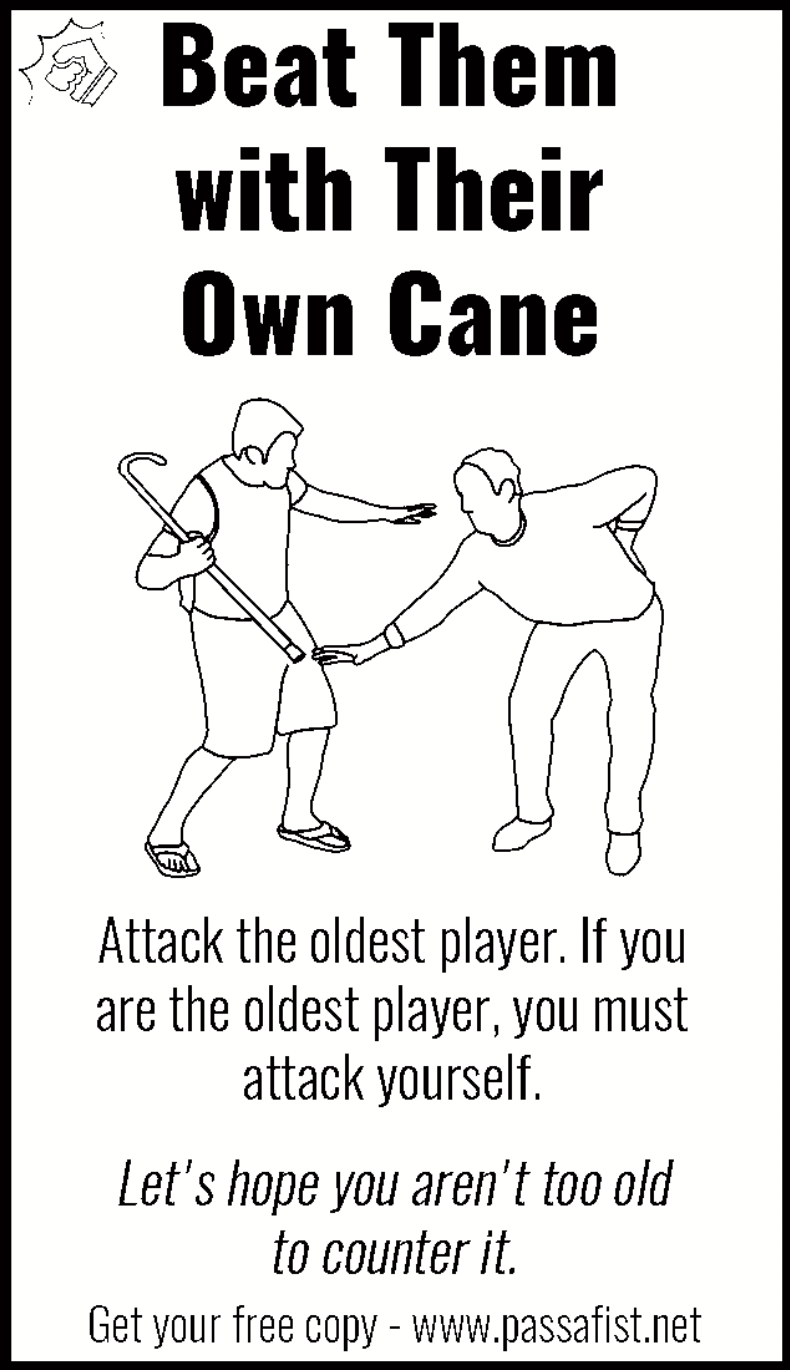 Beat Them
with Their
Own Cane
Attack the oldest player. If you
are the oldest player, you must
attack yourself.
Let's hope you aren't too old
to counter it.
Get your free copy - www.passafist.net